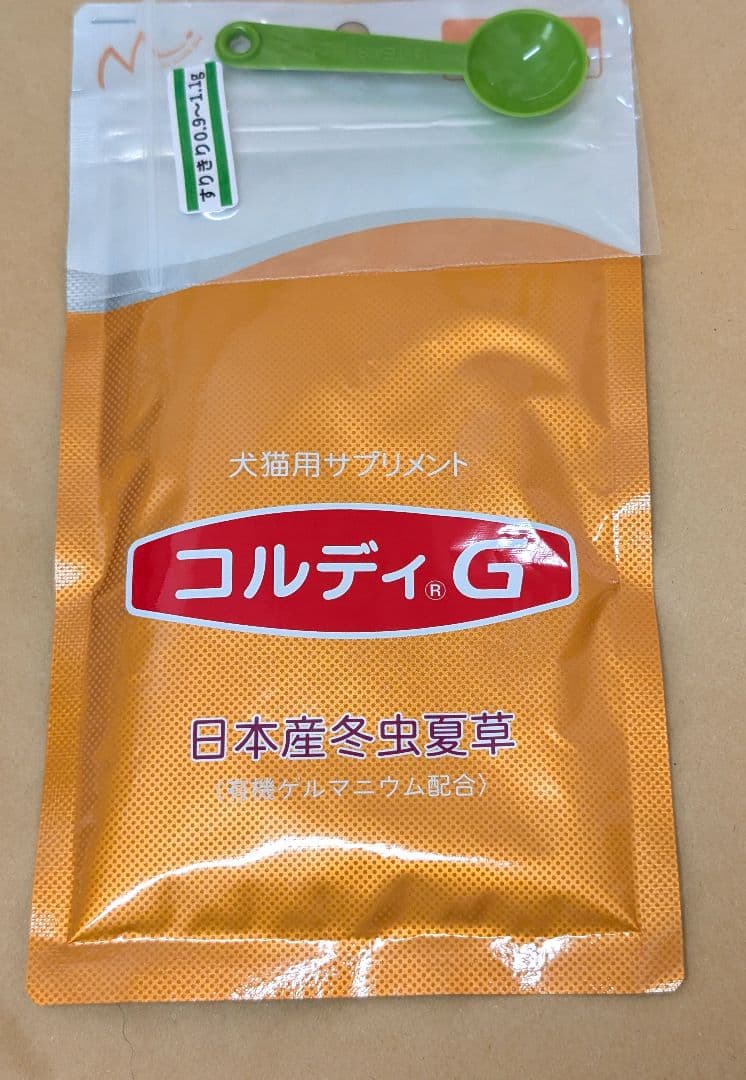 すりきり0.9～1.1g
犬猫用サプリメント
コルディ®G
日本産冬虫夏草
〈有機ゲルマニウム配合〉